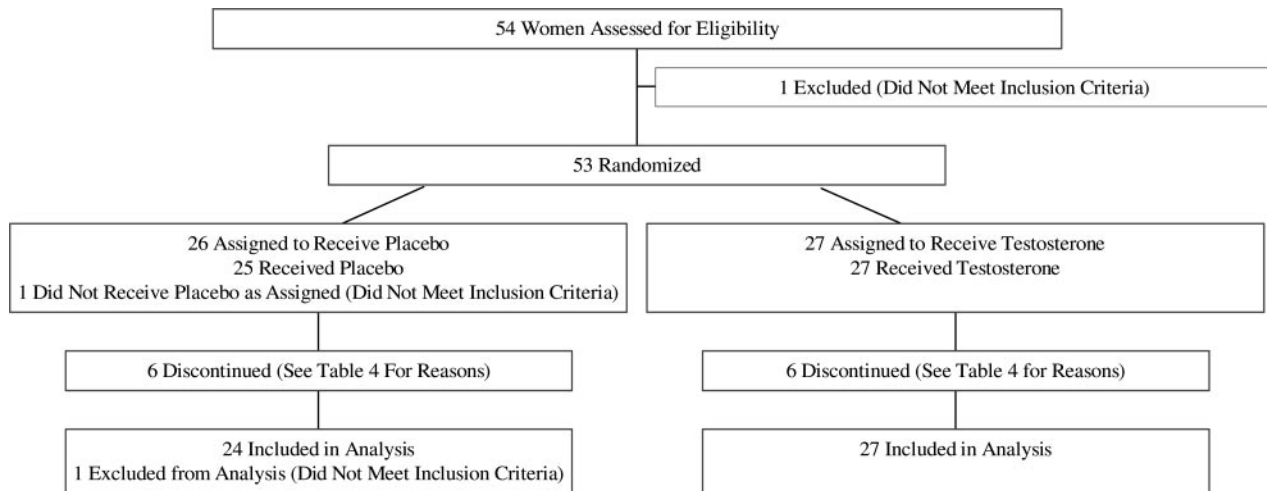 54 Women Assessed for Eligibility
1 Excluded (Did Not Meet Inclusion Criteria)
53 Randomized
26 Assigned to Receive Placebo
25 Received Placebo
1 Did Not Receive Placebo as Assigned (Did Not Meet Inclusion Criteria)
27 Assigned to Receive Testosterone
27 Received Testosterone
6 Discontinued (See Table 4 For Reasons)
6 Discontinued (See Table 4 for Reasons)
24 Included in Analysis
1 Excluded from Analysis (Did Not Meet Inclusion Criteria)
27 Included in Analysis